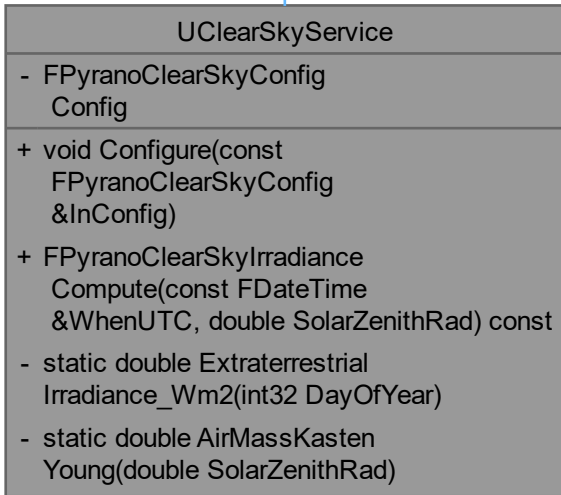 UClearSkyService
- FPyranoClearSkyConfig
Config
+ void Configure(const
FPyranoClearSkyConfig
&InConfig)
+ FPyranoClearSkyIrradiance
Compute(const FDateTime
&WhenUTC, double SolarZenithRad) const
- static double Extraterrestrial
Irradiance_Wm2(int32 DayOfYear)
- static double AirMassKasten
Young(double SolarZenithRad)